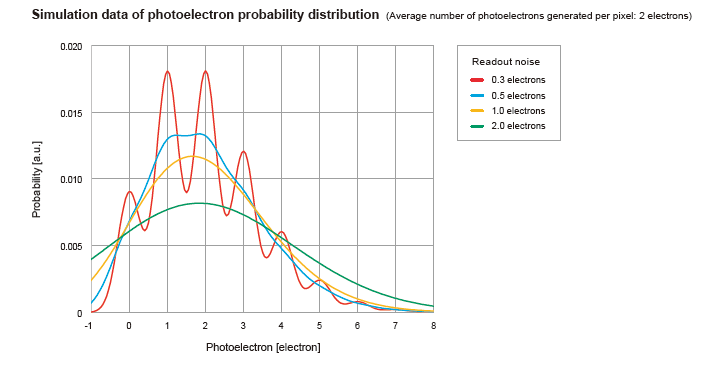 Simulation data of photoelectron probability distribution (Average number of photoelectrons generated per pixel: 2 electrons)
Readout noise
0.3 electrons
0.5 electrons
1.0 electrons
2.0 electrons
Probability [a.u.]
0.020
0.015
0.010
0.005
0
-1 0 1 2 3 4 5 6 7 8
Photoelectron [electron]